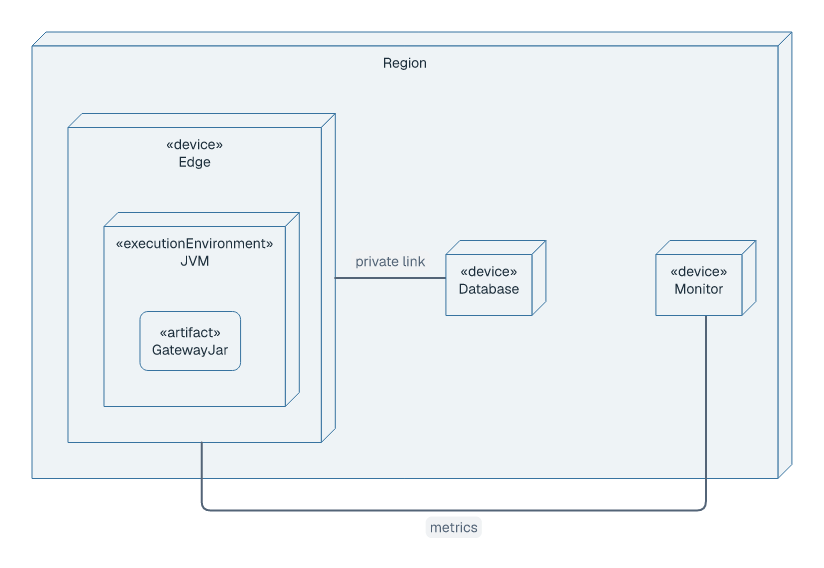 Region
«device»
Edge
«executionEnvironment»
JVM
«artifact»
GatewayJar
private link
«device»
Database
«device»
Monitor
metrics